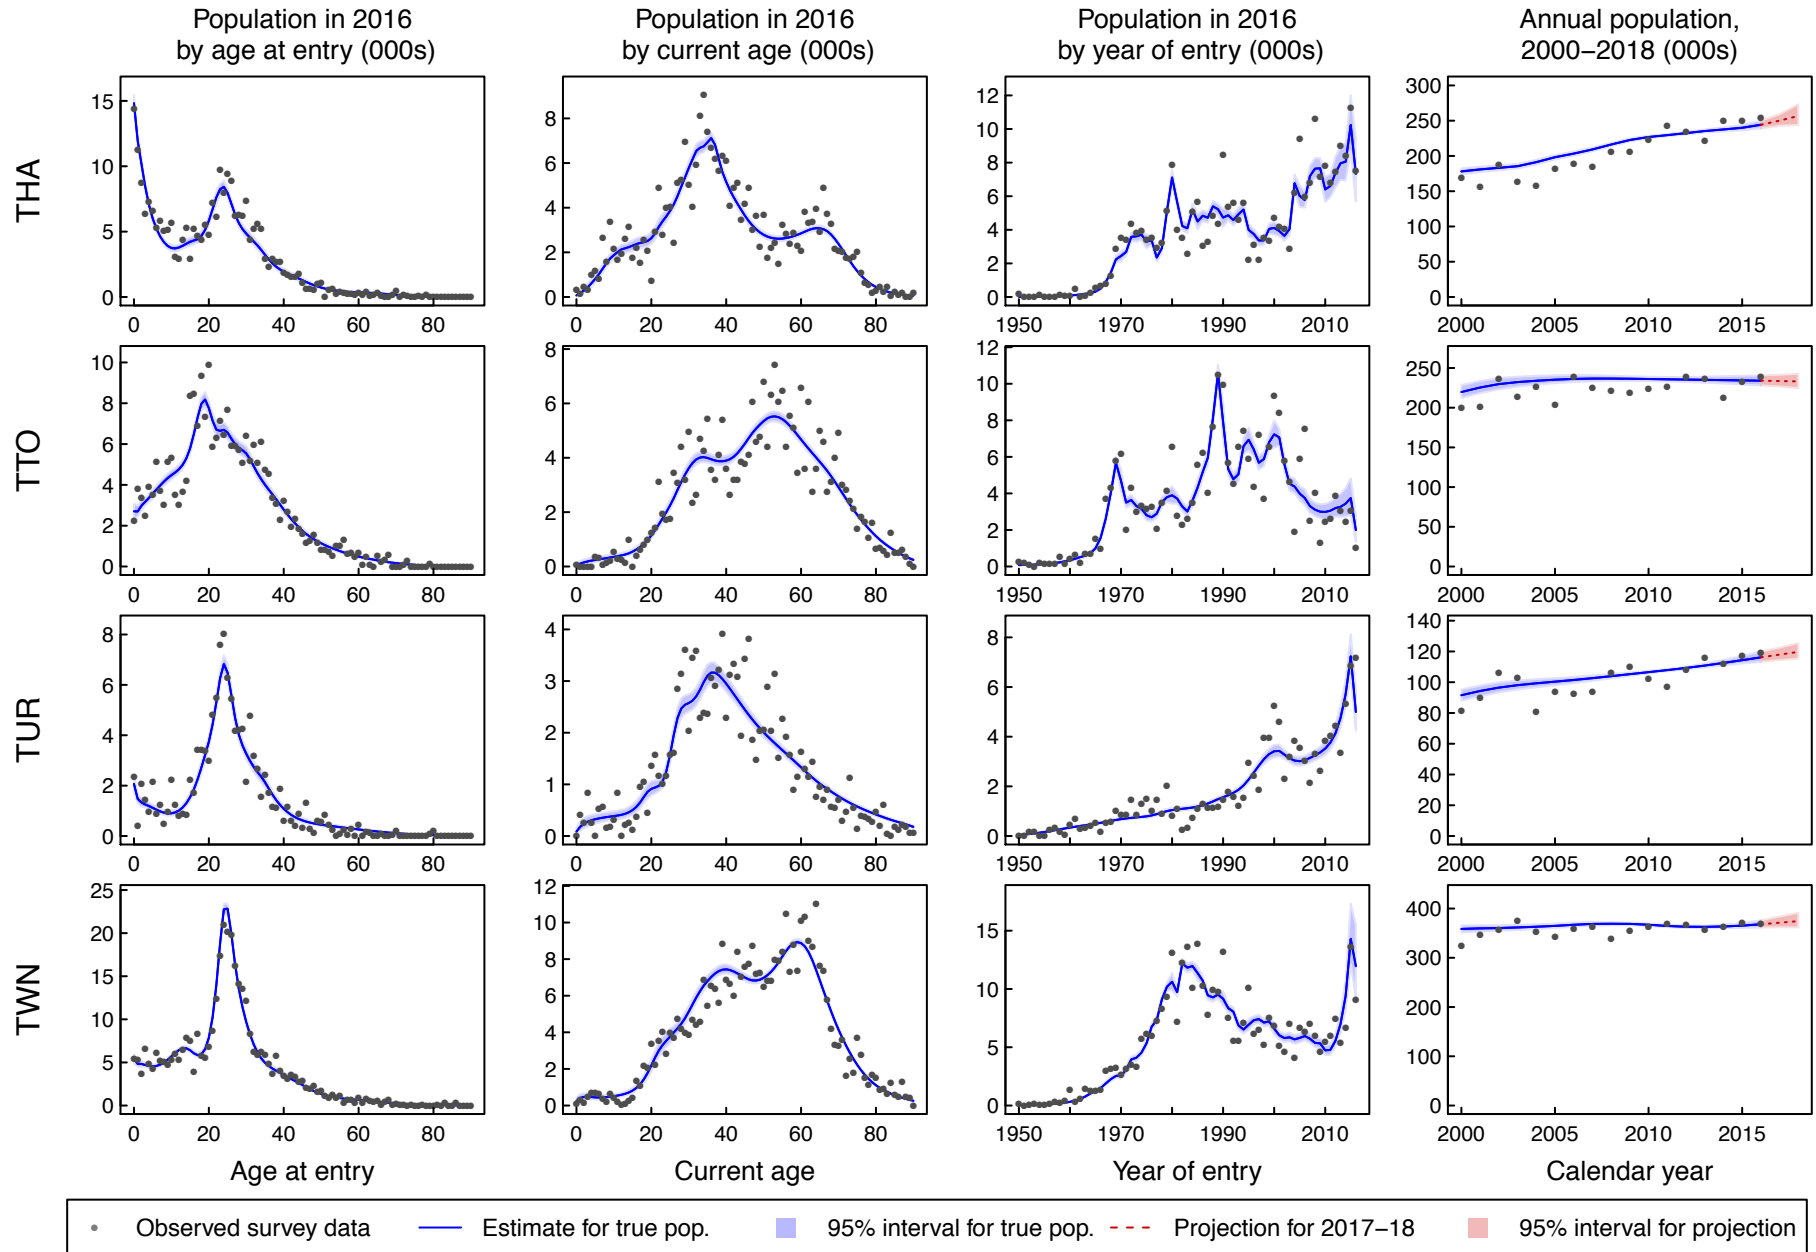 Population in 2016
by age at entry (000s)
Population in 2016
by current age (000s)
Population in 2016
by year of entry (000s)
Annual population,
2000−2018 (000s)
THA
15
10
5
0
0 20 40 60 80
8
6
4
2
0
0 20 40 60 80
12
10
8
6
4
2
0
1950 1970 1990 2010
300
250
200
150
100
50
0
2000 2005 2010 2015
TTO
10
8
6
4
2
0
0 20 40 60 80
8
6
4
2
0
0 20 40 60 80
12
10
8
6
4
2
0
1950 1970 1990 2010
250
200
150
100
50
0
2000 2005 2010 2015
TUR
8
6
4
2
0
0 20 40 60 80
4
3
2
1
0
0 20 40 60 80
8
6
4
2
0
1950 1970 1990 2010
140
120
100
80
60
40
20
0
2000 2005 2010 2015
TWN
25
20
15
10
5
0
0 20 40 60 80
12
10
8
6
4
2
0
0 20 40 60 80
15
10
5
0
1950 1970 1990 2010
400
300
200
100
0
2000 2005 2010 2015
Age at entry
Current age
Year of entry
Calendar year
Observed survey data
Estimate for true pop.
95% interval for true pop.
Projection for 2017−18
95% interval for projection